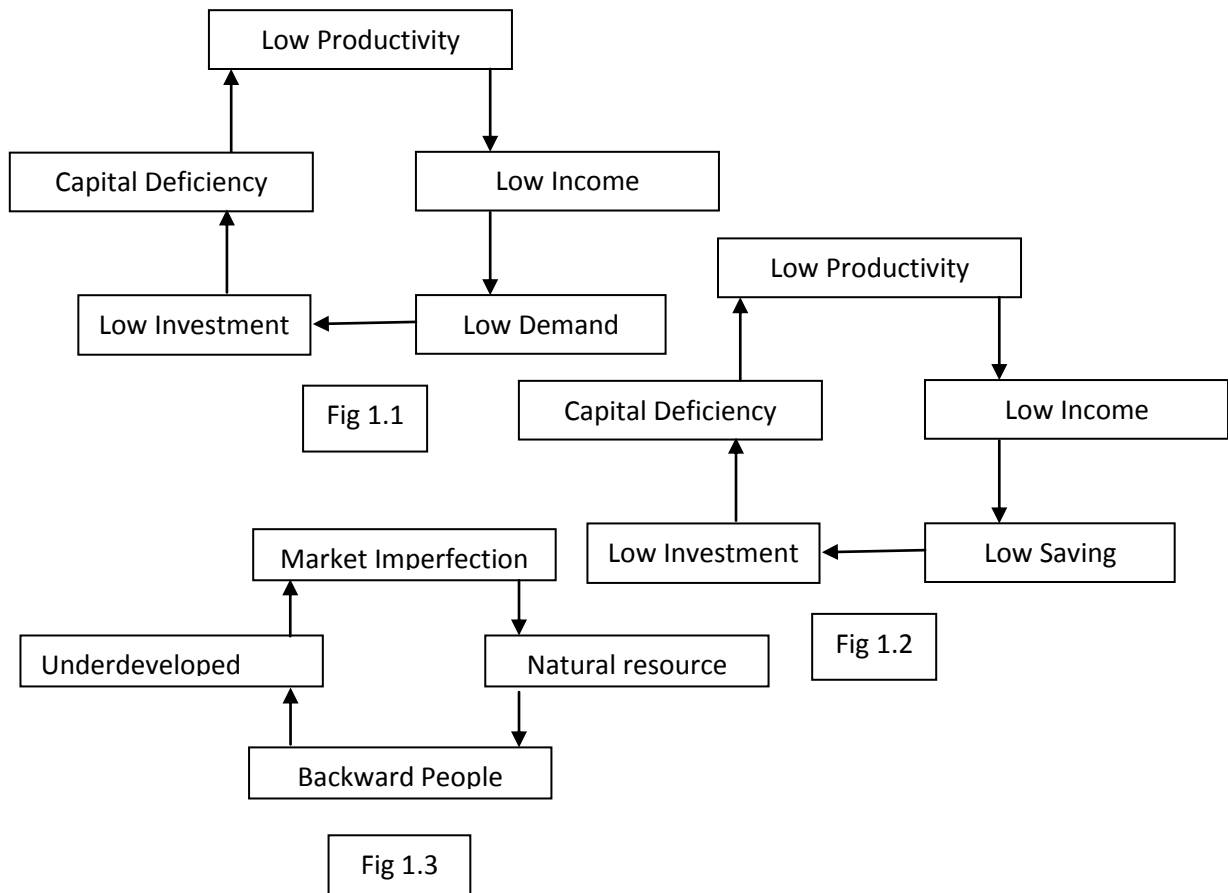 Low Productivity
Capital Deficiency
Low Income
Low Investment
Low Demand
Fig 1.1
Low Productivity
Capital Deficiency
Low Income
Low Investment
Low Saving
Fig 1.2
Market Imperfection
Underdeveloped
Natural resource
Backward People
Fig 1.3